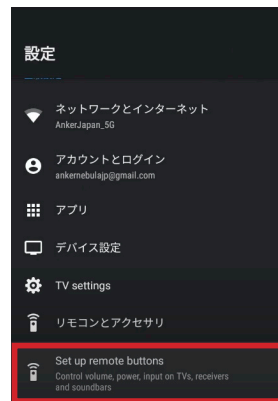 設定
ネットワークとインターネット
AnkerJapan_5G
アカウントとログイン
ankernebulajp@gmail.com
アプリ
デバイス設定
TV settings
リモコンとアクセサリ
Set up remote buttons
Control volume, power, input on TVs, receivers
and soundbars